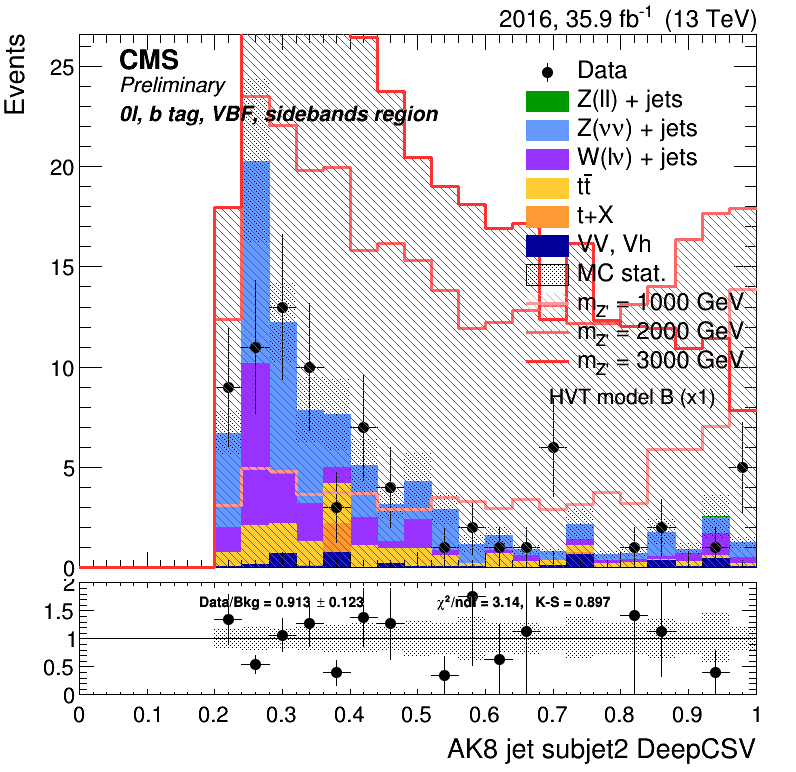 2016, 35.9 fb⁻¹ (13 TeV)
Events
CMS
Preliminary
0l, b tag, VBF, sidebands region
Data
Z(ll) + jets
Z(νν) + jets
W(lν) + jets
tt̄
t+X
VV, Vh
MC stat.
m_Z' = 1000 GeV
m_Z' = 2000 GeV
m_Z' = 3000 GeV
HVT model B (x1)
25
20
15
10
5
0
Data/Bkg = 0.913 ± 0.123
χ²/ndf = 3.14, K-S = 0.897
2
1.5
1
0.5
0
0 0.1 0.2 0.3 0.4 0.5 0.6 0.7 0.8 0.9 1
AK8 jet subjet2 DeepCSV